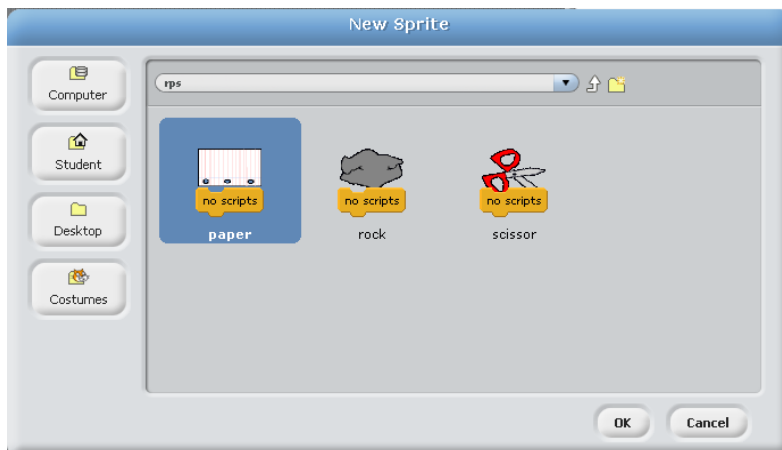 New Sprite
Computer
rps
Student
Desktop
Costumes
no scripts
no scripts
no scripts
paper
rock
scissor
OK
Cancel